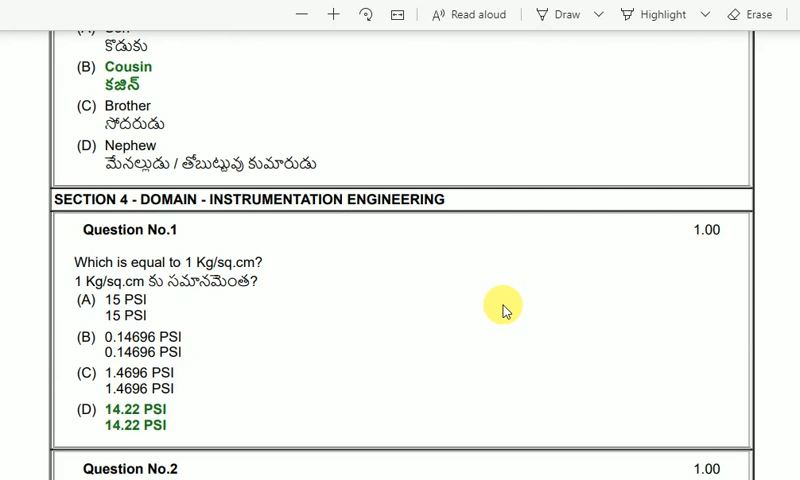 Read aloud Draw Highlight Erase
కొడుకు
(B) Cousin
కజిన్
(C) Brother
సోదరుడు
(D) Nephew
మేనల్లుడు / తోబుట్టువు కుమారుడు
SECTION 4 - DOMAIN - INSTRUMENTATION ENGINEERING
Question No.1 1.00
Which is equal to 1 Kg/sq.cm?
1 Kg/sq.cm కు సమానమెంత?
(A) 15 PSI
15 PSI
(B) 0.14696 PSI
0.14696 PSI
(C) 1.4696 PSI
1.4696 PSI
(D) 14.22 PSI
14.22 PSI
Question No.2 1.00